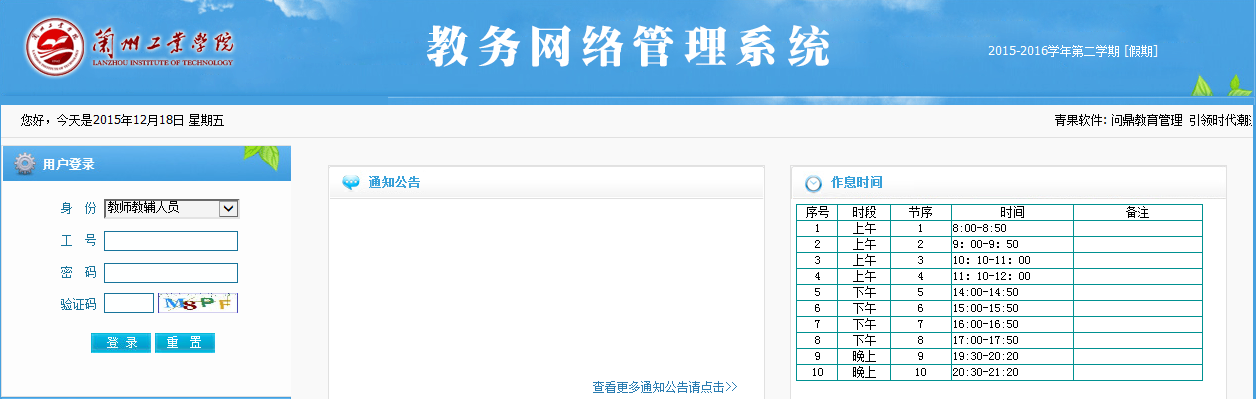 兰州工业学院
LANZHOU INSTITUTE OF TECHNOLOGY
教务网络管理系统
2015-2016学年第二学期 [假期]
您好，今天是2015年12月18日 星期五
青果软件: 问鼎教育管理 引领时代潮
用户登录
身 份 教师教辅人员
工 号
密 码
验证码 M8PF
登 录 重 置
通知公告
查看更多通知公告请点击>>
作息时间
序号 时段 节序 时间 备注
1 上午 1 8:00-8:50
2 上午 2 9：00-9：50
3 上午 3 10：10-11：00
4 上午 4 11：10-12：00
5 下午 5 14:00-14:50
6 下午 6 15:00-15:50
7 下午 7 16:00-16:50
8 下午 8 17:00-17:50
9 晚上 9 19:30-20:20
10 晚上 10 20:30-21:20